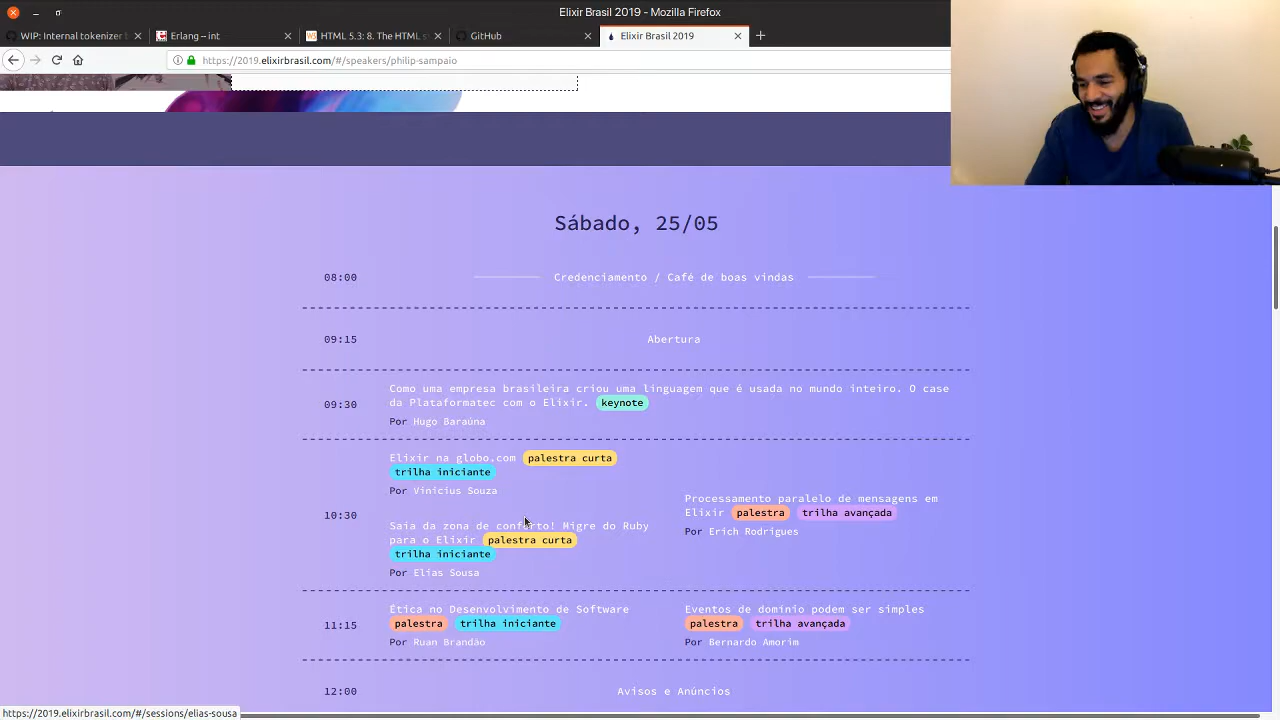 Elixir Brasil 2019 - Mozilla Firefox
WIP: Internal tokenizer
Erlang -- int
HTML 5.3: 8. The HTML s
GitHub
Elixir Brasil 2019
https://2019.elixirbrasil.com/#/speakers/philip-sampaio
Sábado, 25/05
08:00
Credenciamento / Café de boas vindas
09:15
Abertura
09:30
Como uma empresa brasileira criou uma linguagem que é usada no mundo inteiro. O case
da Plataformatec com o Elixir. keynote
Por Hugo Baraúna
10:30
Elixir na globo.com palestra curta
trilha iniciante
Por Vinicius Souza
Saia da zona de conforto! Migre do Ruby
para o Elixir palestra curta
trilha iniciante
Por Elias Sousa
Processamento paralelo de mensagens em
Elixir palestra trilha avançada
Por Erich Rodrigues
11:15
Ética no Desenvolvimento de Software
palestra trilha iniciante
Por Ruan Brandão
Eventos de domínio podem ser simples
palestra trilha avançada
Por Bernardo Amorim
12:00
Avisos e Anúncios
https://2019.elixirbrasil.com/#/sessions/elias-sousa